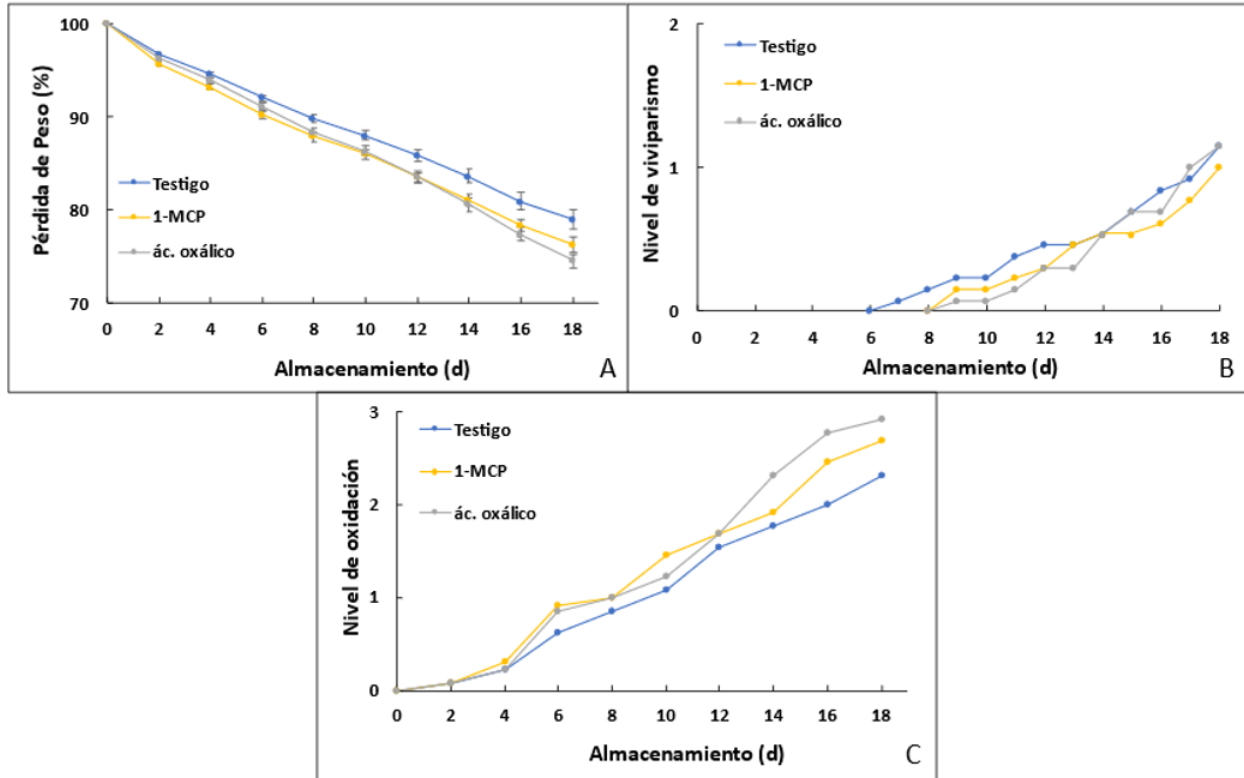 Pérdida de Peso (%)
100
90
80
70
Testigo
1-MCP
ác. oxálico
0 2 4 6 8 10 12 14 16 18
Almacenamiento (d)
A
Nivel de viviparismo
2
1
0
Testigo
1-MCP
ác. oxálico
0 2 4 6 8 10 12 14 16 18
Almacenamiento (d)
B
Nivel de oxidación
3
2
1
0
Testigo
1-MCP
ác. oxálico
0 2 4 6 8 10 12 14 16 18
Almacenamiento (d)
C